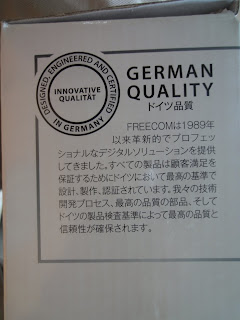 DESIGNED, ENGINEERED AND CERTIFIED
INNOVATIVE
QUALITÄT
IN GERMANY
GERMAN
QUALITY
ドイツ品質
FREECOMは1989年
以来革新的でプロフェッ
ショナルなデジタルソリューションを提供
してきました。すべての製品は顧客満足を
保証するためにドイツにおいて最高の基準で
設計、製作、認証されています。我々の技術
開発プロセス、最高の品質の部品、そして
ドイツの製品検査基準によって最高の品質と
信頼性が確保されます。